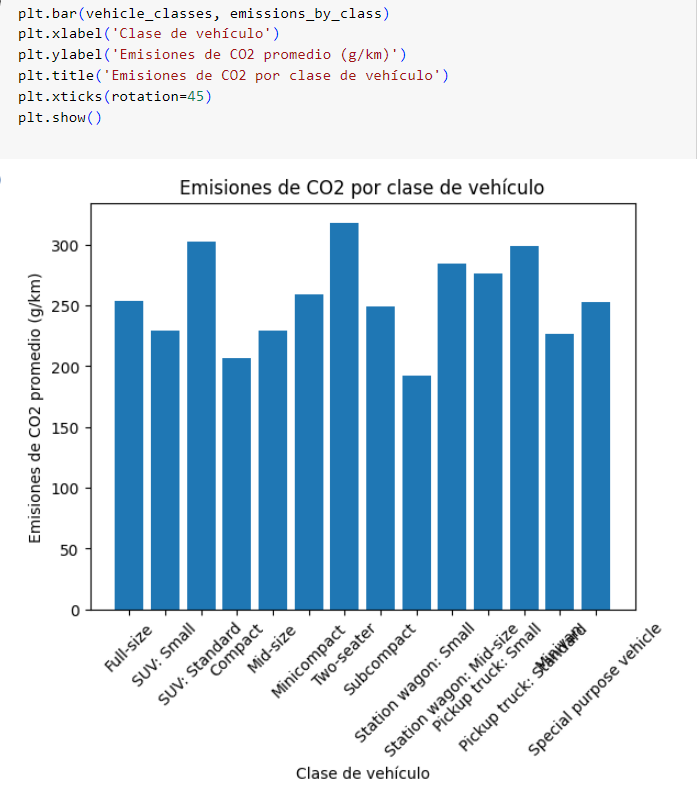 plt.bar(vehicle_classes, emissions_by_class)
plt.xlabel('Clase de vehículo')
plt.ylabel('Emisiones de CO2 promedio (g/km)')
plt.title('Emisiones de CO2 por clase de vehículo')
plt.xticks(rotation=45)
plt.show()
Emisiones de CO2 por clase de vehículo
Emisiones de CO2 promedio (g/km)
300
250
200
150
100
50
0
Full-size
SUV: Small
SUV: Standard
Compact
Mid-size
Minicompact
Two-seater
Subcompact
Station wagon: Small
Station wagon: Mid-size
Pickup truck: Small
Pickup truck: Standard
Minivan
Special purpose vehicle
Clase de vehículo